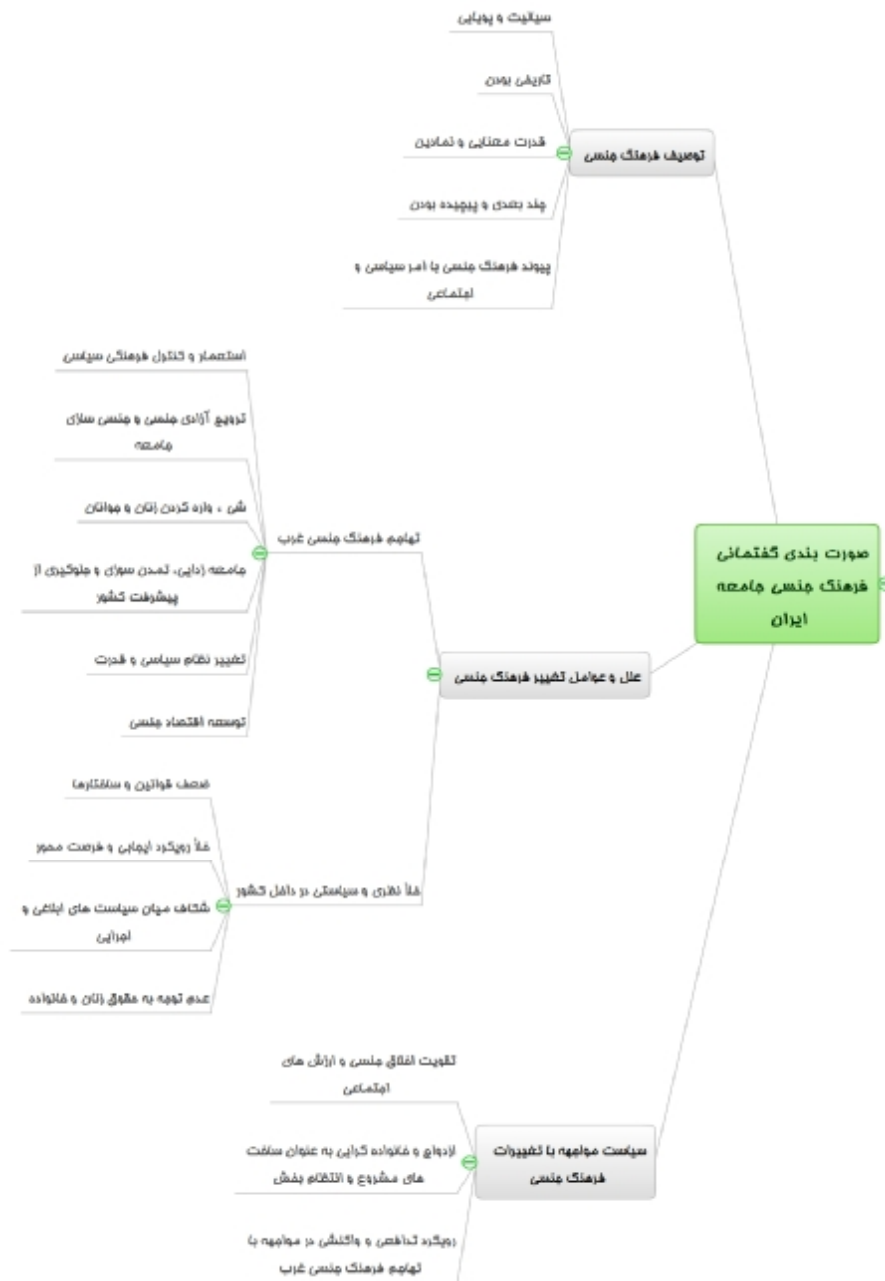 صورت بندی گفتمانی
فرهنگ جنسی جامعه
ایران
توصیف فرهنگ جنسی
سیالیت و پویایی
تاریخی بودن
قدرت معنایی و نمادین
چند بعدی و پیچیده بودن
پیوند فرهنگ جنسی با امر سیاسی و
اجتماعی
علل و عوامل تغییر فرهنگ جنسی
تهاجم فرهنگ جنسی غرب
استعمار و کنترل فرهنگی سیاسی
ترویج آزادی جنسی و جنسی سازی
جامعه
شی ، واره کردن زنان و جوانان
جامعه زدایی، تمدن سوزی و جلوگیری از
پیشرفت کشور
تغییر نظام سیاسی و قدرت
توسعه اقتصاد جنسی
خلأ نظری و سیاستی در داخل کشور
ضعف قوانین و ساختارها
خلأ رویکرد ایجابی و فرصت محور
شکاف میان سیاست های ابلاغی و
اجرایی
عدم توجه به حقوق زنان و خانواده
سیاست مواجهه با تغییرات
فرهنگ جنسی
تقویت اخلاق جنسی و ارزش های
اجتماعی
ازدواج و خانواده گرایی به عنوان ساخت
های مشروع و انتظام بخش
رویکرد تدافعی و واکنشی در مواجهه با
تهاجم فرهنگ جنسی غرب